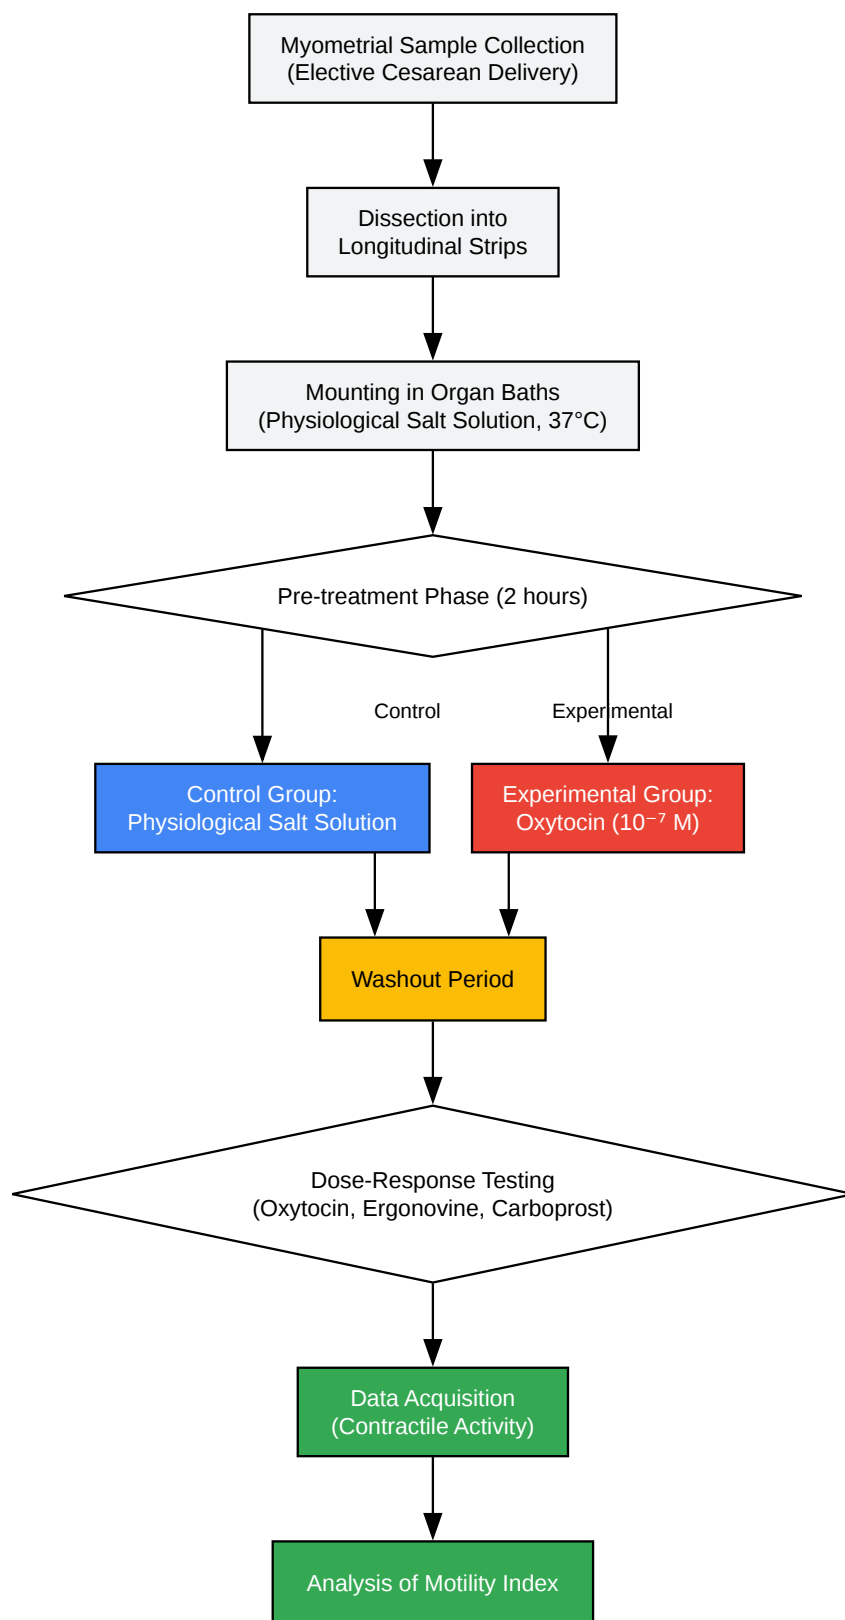 Myometrial Sample Collection
(Elective Cesarean Delivery)
Dissection into
Longitudinal Strips
Mounting in Organ Baths
(Physiological Salt Solution, 37°C)
Pre-treatment Phase (2 hours)
Control
Experimental
Control Group:
Physiological Salt Solution
Experimental Group:
Oxytocin (10⁻⁷ M)
Washout Period
Dose-Response Testing
(Oxytocin, Ergonovine, Carboprost)
Data Acquisition
(Contractile Activity)
Analysis of Motility Index